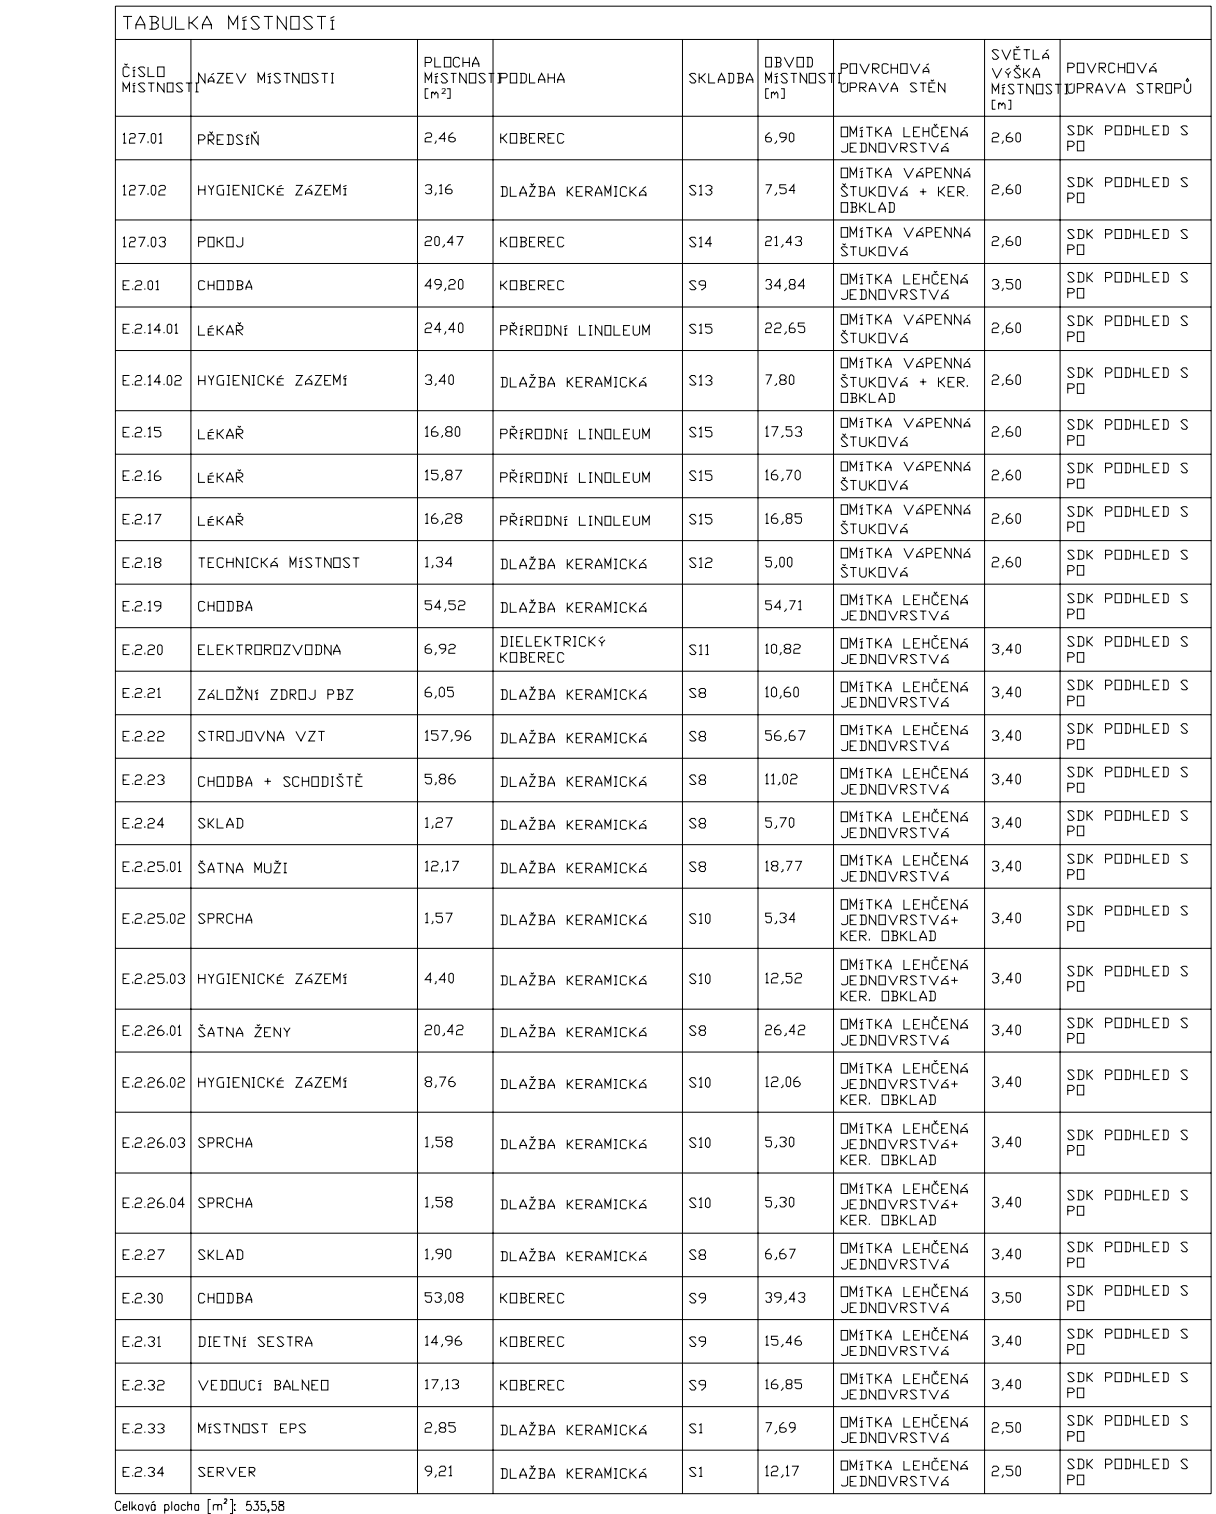 TABULKA MÍSTNOSTÍ
ČÍSLO MÍSTNOSTI NÁZEV MÍSTNOSTI PLOCHA MÍSTNOSTI [m²] PODLAHA SKLADBA OBVOD MÍSTNOSTI [m] POVRCHOVÁ ÚPRAVA STĚN SVĚTLÁ VÝŠKA MÍSTNOSTI [m] POVRCHOVÁ ÚPRAVA STROPŮ
127.01 PŘEDSÍŇ 2,46 KOBEREC 6,90 OMÍTKA LEHČENÁ JEDNOVRSTVÁ 2,60 SDK PODHLED S PO
127.02 HYGIENICKÉ ZÁZEMÍ 3,16 DLAŽBA KERAMICKÁ S13 7,54 OMÍTKA VÁPENNÁ ŠTUKOVÁ + KER. OBKLAD 2,60 SDK PODHLED S PO
127.03 POKOJ 20,47 KOBEREC S14 21,43 OMÍTKA VÁPENNÁ ŠTUKOVÁ 2,60 SDK PODHLED S PO
E.2.01 CHODBA 49,20 KOBEREC S9 34,84 OMÍTKA LEHČENÁ JEDNOVRSTVÁ 3,50 SDK PODHLED S PO
E.2.14.01 LÉKAŘ 24,40 PŘÍRODNÍ LINOLEUM S15 22,65 OMÍTKA VÁPENNÁ ŠTUKOVÁ 2,60 SDK PODHLED S PO
E.2.14.02 HYGIENICKÉ ZÁZEMÍ 3,40 DLAŽBA KERAMICKÁ S13 7,80 OMÍTKA VÁPENNÁ ŠTUKOVÁ + KER. OBKLAD 2,60 SDK PODHLED S PO
E.2.15 LÉKAŘ 16,80 PŘÍRODNÍ LINOLEUM S15 17,53 OMÍTKA VÁPENNÁ ŠTUKOVÁ 2,60 SDK PODHLED S PO
E.2.16 LÉKAŘ 15,87 PŘÍRODNÍ LINOLEUM S15 16,70 OMÍTKA VÁPENNÁ ŠTUKOVÁ 2,60 SDK PODHLED S PO
E.2.17 LÉKAŘ 16,28 PŘÍRODNÍ LINOLEUM S15 16,85 OMÍTKA VÁPENNÁ ŠTUKOVÁ 2,60 SDK PODHLED S PO
E.2.18 TECHNICKÁ MÍSTNOST 1,34 DLAŽBA KERAMICKÁ S12 5,00 OMÍTKA VÁPENNÁ ŠTUKOVÁ 2,60 SDK PODHLED S PO
E.2.19 CHODBA 54,52 DLAŽBA KERAMICKÁ 54,71 OMÍTKA LEHČENÁ JEDNOVRSTVÁ SDK PODHLED S PO
E.2.20 ELEKTROROZVODNA 6,92 DIELEKTRICKÝ KOBEREC S11 10,82 OMÍTKA LEHČENÁ JEDNOVRSTVÁ 3,40 SDK PODHLED S PO
E.2.21 ZÁLOŽNÍ ZDROJ PBZ 6,05 DLAŽBA KERAMICKÁ S8 10,60 OMÍTKA LEHČENÁ JEDNOVRSTVÁ 3,40 SDK PODHLED S PO
E.2.22 STROJOVNA VZT 157,96 DLAŽBA KERAMICKÁ S8 56,67 OMÍTKA LEHČENÁ JEDNOVRSTVÁ 3,40 SDK PODHLED S PO
E.2.23 CHODBA + SCHODIŠTĚ 5,86 DLAŽBA KERAMICKÁ S8 11,02 OMÍTKA LEHČENÁ JEDNOVRSTVÁ 3,40 SDK PODHLED S PO
E.2.24 SKLAD 1,27 DLAŽBA KERAMICKÁ S8 5,70 OMÍTKA LEHČENÁ JEDNOVRSTVÁ 3,40 SDK PODHLED S PO
E.2.25.01 ŠATNA MUŽI 12,17 DLAŽBA KERAMICKÁ S8 18,77 OMÍTKA LEHČENÁ JEDNOVRSTVÁ 3,40 SDK PODHLED S PO
E.2.25.02 SPRCHA 1,57 DLAŽBA KERAMICKÁ S10 5,34 OMÍTKA LEHČENÁ JEDNOVRSTVÁ+ KER. OBKLAD 3,40 SDK PODHLED S PO
E.2.25.03 HYGIENICKÉ ZÁZEMÍ 4,40 DLAŽBA KERAMICKÁ S10 12,52 OMÍTKA LEHČENÁ JEDNOVRSTVÁ+ KER. OBKLAD 3,40 SDK PODHLED S PO
E.2.26.01 ŠATNA ŽENY 20,42 DLAŽBA KERAMICKÁ S8 26,42 OMÍTKA LEHČENÁ JEDNOVRSTVÁ 3,40 SDK PODHLED S PO
E.2.26.02 HYGIENICKÉ ZÁZEMÍ 8,76 DLAŽBA KERAMICKÁ S10 12,06 OMÍTKA LEHČENÁ JEDNOVRSTVÁ+ KER. OBKLAD 3,40 SDK PODHLED S PO
E.2.26.03 SPRCHA 1,58 DLAŽBA KERAMICKÁ S10 5,30 OMÍTKA LEHČENÁ JEDNOVRSTVÁ+ KER. OBKLAD 3,40 SDK PODHLED S PO
E.2.26.04 SPRCHA 1,58 DLAŽBA KERAMICKÁ S10 5,30 OMÍTKA LEHČENÁ JEDNOVRSTVÁ+ KER. OBKLAD 3,40 SDK PODHLED S PO
E.2.27 SKLAD 1,90 DLAŽBA KERAMICKÁ S8 6,67 OMÍTKA LEHČENÁ JEDNOVRSTVÁ 3,40 SDK PODHLED S PO
E.2.30 CHODBA 53,08 KOBEREC S9 39,43 OMÍTKA LEHČENÁ JEDNOVRSTVÁ 3,50 SDK PODHLED S PO
E.2.31 DIETNÍ SESTRA 14,96 KOBEREC S9 15,46 OMÍTKA LEHČENÁ JEDNOVRSTVÁ 3,40 SDK PODHLED S PO
E.2.32 VEDOUCÍ BALNEO 17,13 KOBEREC S9 16,85 OMÍTKA LEHČENÁ JEDNOVRSTVÁ 3,40 SDK PODHLED S PO
E.2.33 MÍSTNOST EPS 2,85 DLAŽBA KERAMICKÁ S1 7,69 OMÍTKA LEHČENÁ JEDNOVRSTVÁ 2,50 SDK PODHLED S PO
E.2.34 SERVER 9,21 DLAŽBA KERAMICKÁ S1 12,17 OMÍTKA LEHČENÁ JEDNOVRSTVÁ 2,50 SDK PODHLED S PO
Celková plocha [m²]: 535,58